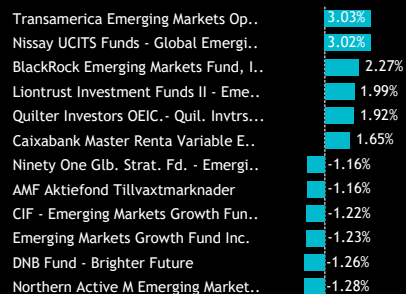 Transamerica Emerging Markets Op.. 3.03%
Nissay UCITS Funds - Global Emergi.. 3.02%
BlackRock Emerging Markets Fund, I.. 2.27%
Liontrust Investment Funds II - Eme.. 1.99%
Quilter Investors OEIC.- Quil. Invtrs... 1.92%
Caixabank Master Renta Variable E.. 1.65%
Ninety One Glb. Strat. Fd. - Emergi.. -1.16%
AMF Aktiefond Tillvaxtmarknader -1.16%
CIF - Emerging Markets Growth Fun.. -1.22%
Emerging Markets Growth Fund Inc. -1.23%
DNB Fund - Brighter Future -1.26%
Northern Active M Emerging Market.. -1.28%